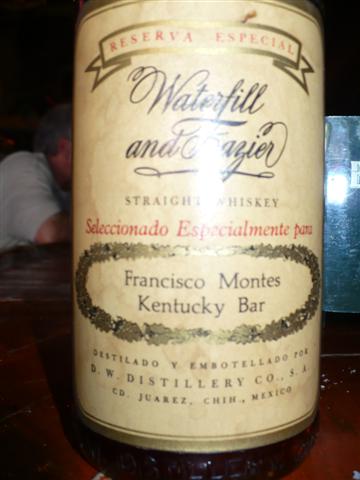 RESERVA ESPECIAL
Waterfill
and Frazier
STRAIGHT WHISKEY
Seleccionado Especialmente para
Francisco Montes
Kentucky Bar
DESTILADO Y EMBOTELLADO POR
D. W. DISTILLERY CO., S. A.
CD. JUAREZ, CHIH., MEXICO